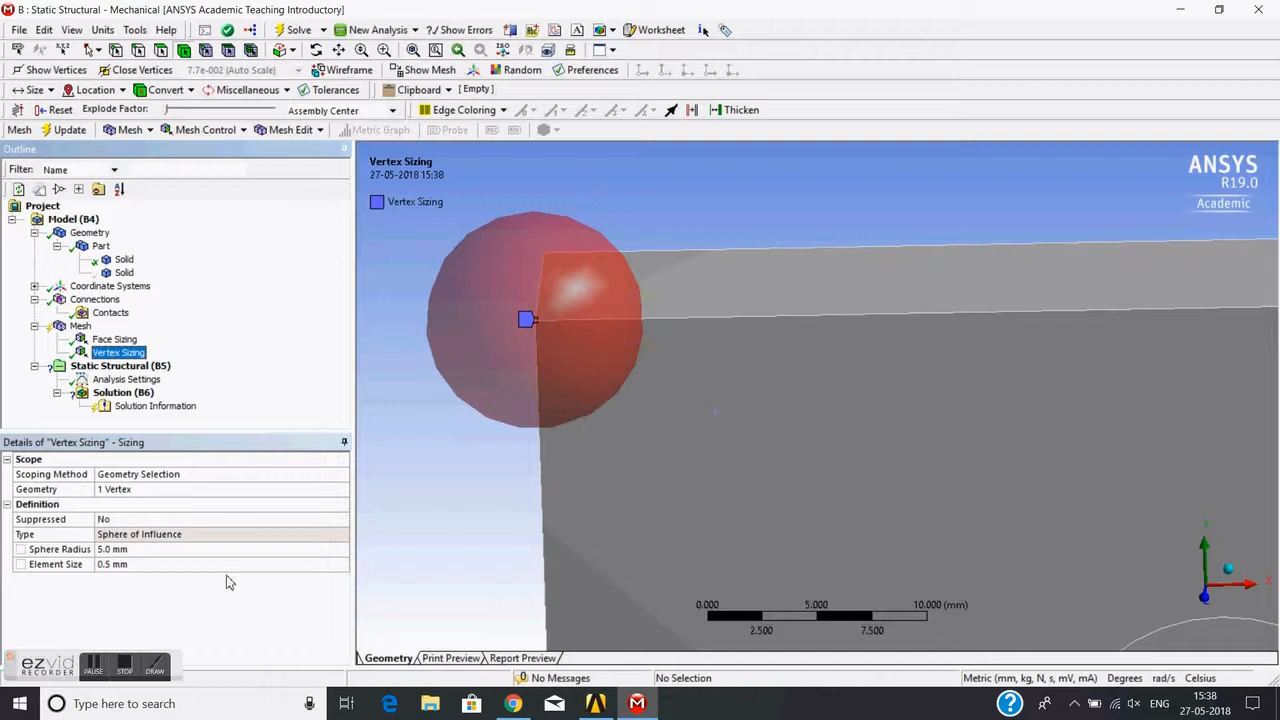 B : Static Structural - Mechanical [ANSYS Academic Teaching Introductory]
File Edit View Units Tools Help Solve New Analysis Show Errors Worksheet
Show Vertices Close Vertices 7.7e-002 (Auto Scale) Wireframe Show Mesh Random Preferences
Size Location Convert Miscellaneous Tolerances Clipboard [Empty]
Reset Explode Factor: Assembly Center Edge Coloring Thicken
Mesh Update Mesh Mesh Control Mesh Edit Metric Graph Probe
Outline
Filter: Name
Project
Model (B4)
Geometry
Part
Solid
Solid
Coordinate Systems
Connections
Contacts
Mesh
Face Sizing
Vertex Sizing
Static Structural (B5)
Analysis Settings
Solution (B6)
Solution Information
Details of "Vertex Sizing" - Sizing
Scope
Scoping Method Geometry Selection
Geometry 1 Vertex
Definition
Suppressed No
Type Sphere of Influence
Sphere Radius 5.0 mm
Element Size 0.5 mm
Vertex Sizing
27-05-2018 15:38
Vertex Sizing
ANSYS
R19.0
Academic
Y
X
Z
0.000 5.000 10.000 (mm)
2.500 7.500
ezvid
RECORDER
PAUSE STOP DRAW
Geometry Print Preview Report Preview
0 No Messages No Selection Metric (mm, kg, N, s, mV, mA) Degrees rad/s Celsius
Type here to search
ENG
15:38
27-05-2018